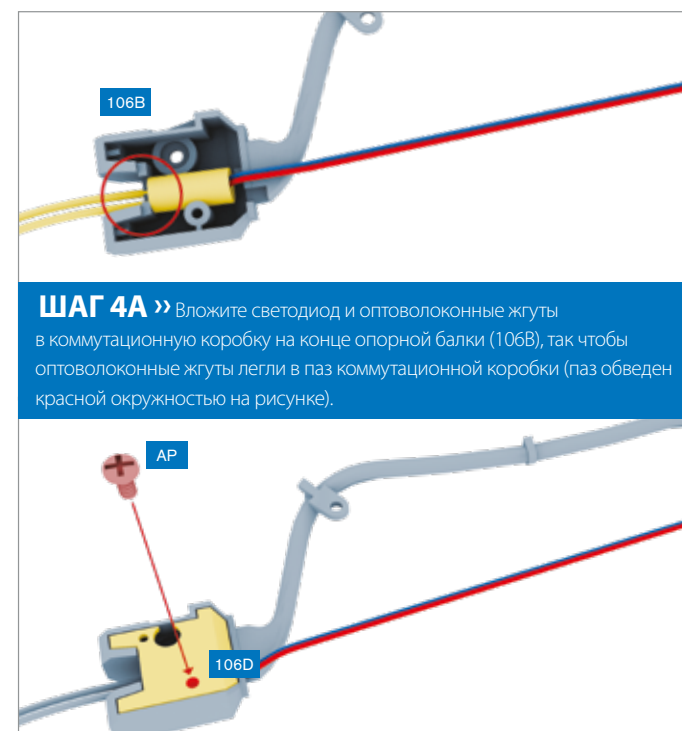 106B
ШАГ 4A ›› Вложите светодиод и оптоволоконные жгуты
в коммутационную коробку на конце опорной балки (106B), так чтобы
оптоволоконные жгуты легли в паз коммутационной коробки (паз обведен
красной окружностью на рисунке).
AP
106D